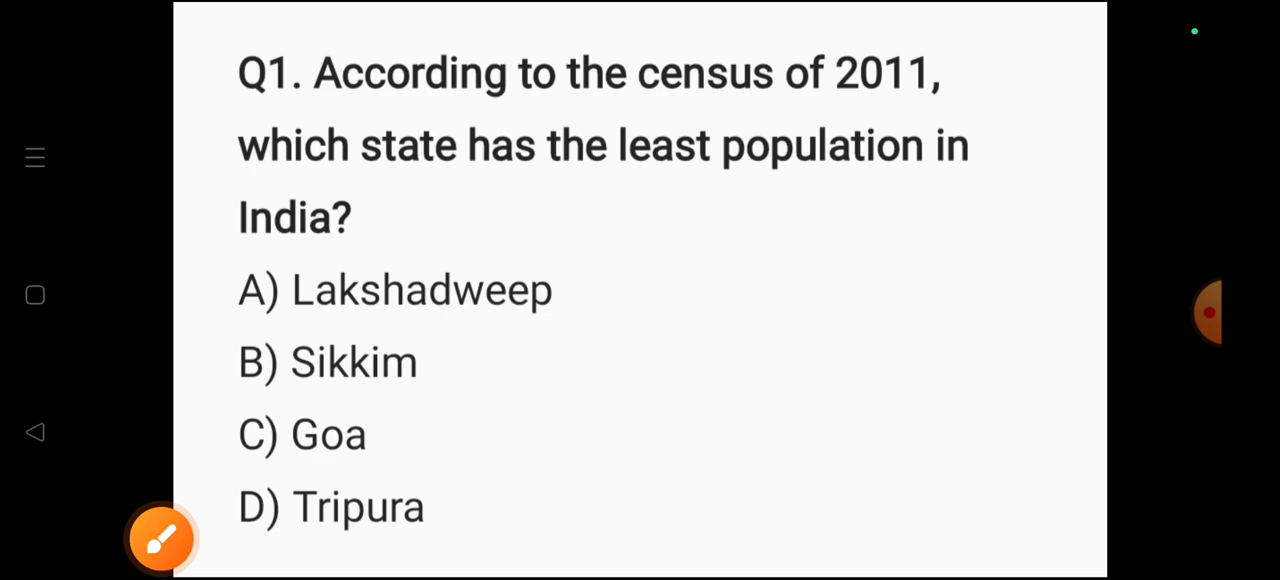 Q1. According to the census of 2011,
which state has the least population in
India?
A) Lakshadweep
B) Sikkim
C) Goa
D) Tripura